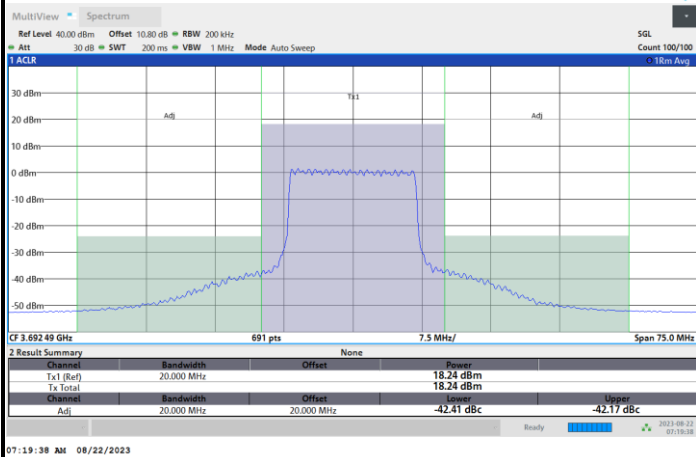 MultiView Spectrum
Ref Level 40.00 dBm Offset 10.80 dB RBW 200 kHz SGL
Att 30 dB SWT 200 ms VBW 1 MHz Mode Auto Sweep Count 100/100
1 ACLR 1Rm Avg
30 dBm
Tx1
20 dBm Adj Adj
10 dBm
0 dBm
-10 dBm
-20 dBm
-30 dBm
-40 dBm
-50 dBm
CF 3.692 49 GHz 691 pts 7.5 MHz/ Span 75.0 MHz
2 Result Summary None
Channel Bandwidth Offset Power
Tx1 (Ref) 20.000 MHz 18.24 dBm
Tx Total 18.24 dBm
Channel Bandwidth Offset Lower Upper
Adj 20.000 MHz 20.000 MHz -42.41 dBc -42.17 dBc
Ready 2023-08-22
07:19:38
07:19:38 AM 08/22/2023